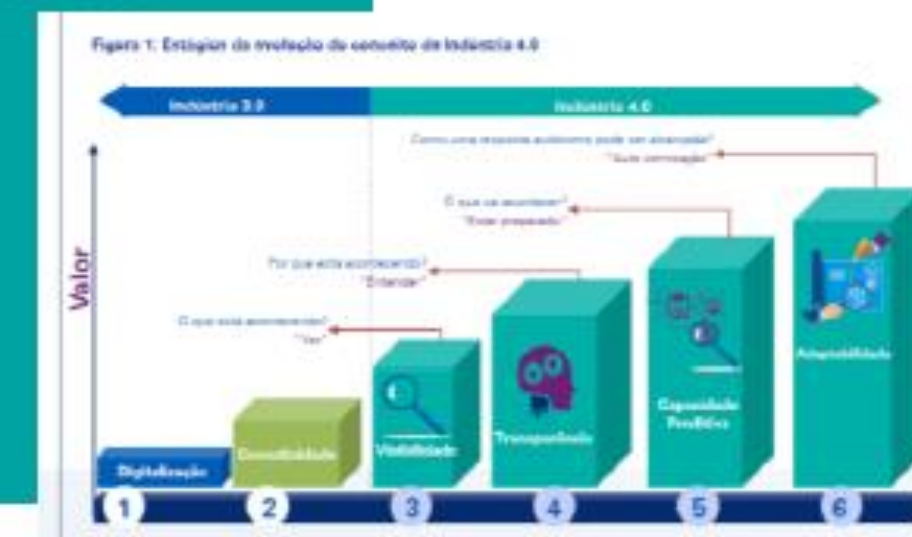 Figura 1: Estágios da evolução do conceito de Indústria 4.0
Indústria 3.0
Indústria 4.0
Como uma resposta autônoma pode ser alcançada?
O que vai acontecer?
"Estar preparado"
Por que está acontecendo?
"Entender"
O que está acontecendo?
"Ver"
Valor
Adaptabilidade
Capacidade
Preditiva
Transparência
Visibilidade
Conectividade
Digitalização
1
2
3
4
5
6